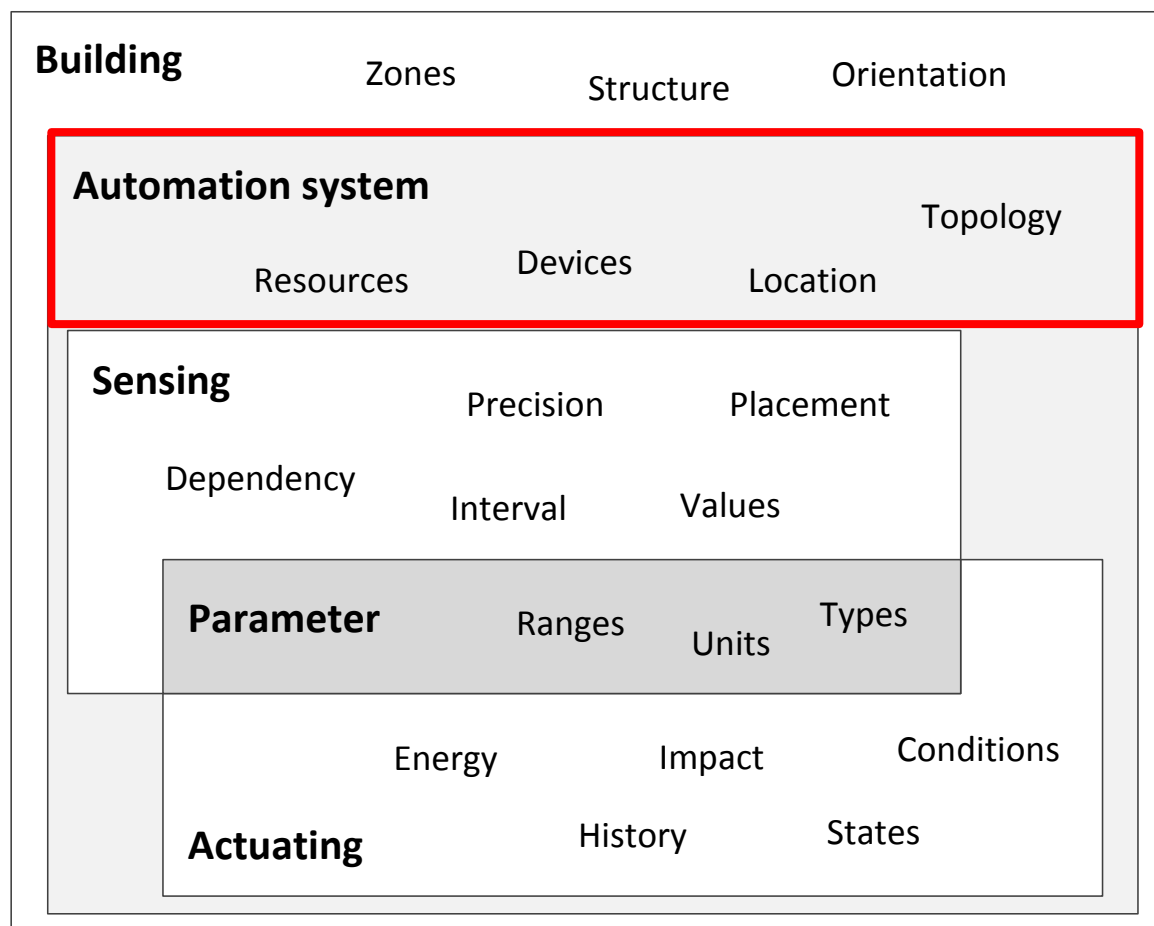 Building
Zones
Structure
Orientation
Automation system
Topology
Resources
Devices
Location
Sensing
Precision
Placement
Dependency
Interval
Values
Parameter
Ranges
Units
Types
Energy
Impact
Conditions
Actuating
History
States